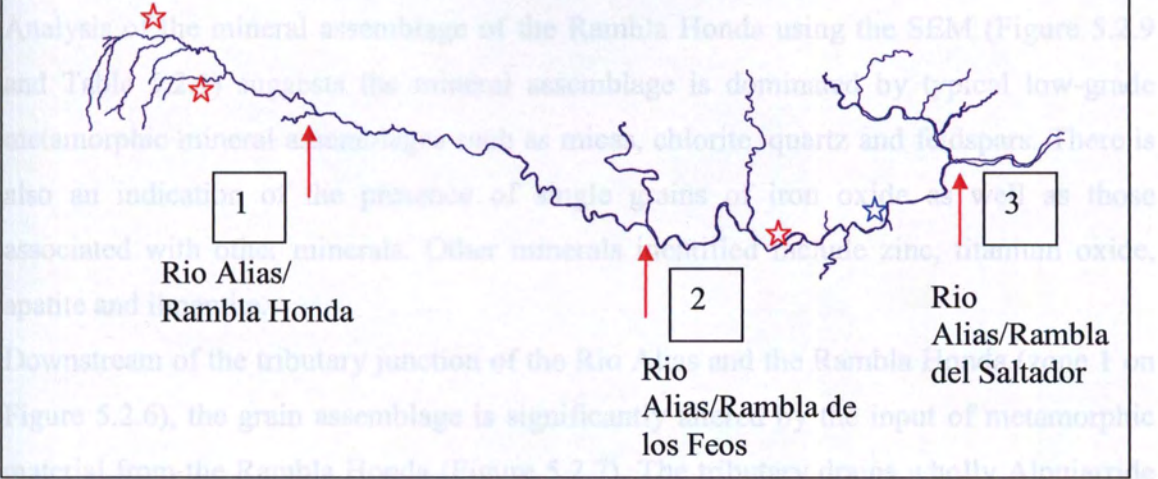 Analysis of the mineral assemblage of the Rambla Honda using the SEM (Figure 5.2.9
and suggests the mineral assemblage is dominated by typical low-grade
metamorphic mineral assemblages such as micas, chlorite, quartz and feldspars. There is
also an indication of the presence of single grains of iron oxide as well as those
associated with other minerals. Other minerals identified include zinc, titanium oxide,
apatite and
Downstream of the tributary junction of the Rio Alias and the Rambla Honda (zone 1 on
Figure 5.2.6), the grain assemblage is significantly altered by the input of metamorphic
material from the Rambla Honda (Figure 5.2.7). The tributary drains wholly Alpujarride
1
Rio Alias/
Rambla Honda
2
Rio
Alias/Rambla de
los Feos
3
Rio
Alias/Rambla
del Saltador